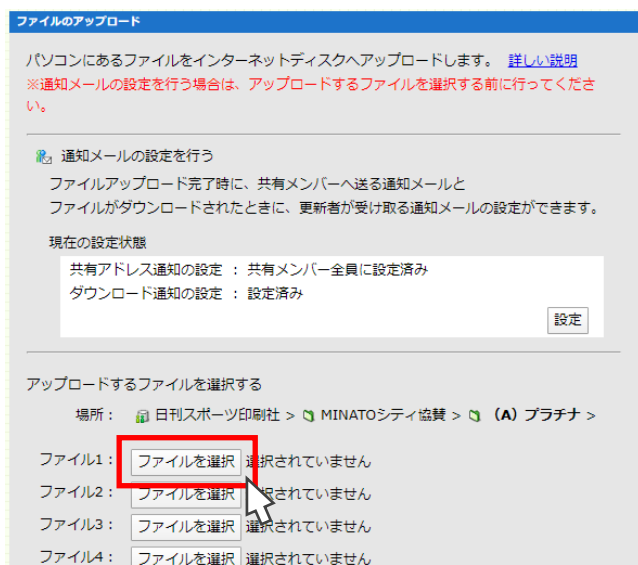 ファイルのアップロード
パソコンにあるファイルをインターネットディスクへアップロードします。 詳しい説明
※通知メールの設定を行う場合は、アップロードするファイルを選択する前に行ってくださ
い。
通知メールの設定を行う
ファイルアップロード完了時に、共有メンバーへ送る通知メールと
ファイルがダウンロードされたときに、更新者が受け取る通知メールの設定ができます。
現在の設定状態
共有アドレス通知の設定 : 共有メンバー全員に設定済み
ダウンロード通知の設定 : 設定済み
設定
アップロードするファイルを選択する
場所: 日刊スポーツ印刷社 > MINATOシティ協賛 > (A) プラチナ >
ファイル1: ファイルを選択 選択されていません
ファイル2: ファイルを選択 選択されていません
ファイル3: ファイルを選択 選択されていません
ファイル4: ファイルを選択 選択されていません